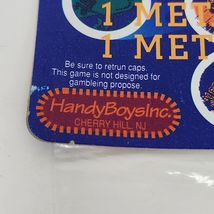 1 MET
1 MET
Be sure to retrun caps.
This game is not designed for
gambleing propose.
HandyBoysInc.
CHERRY HILL, NJ